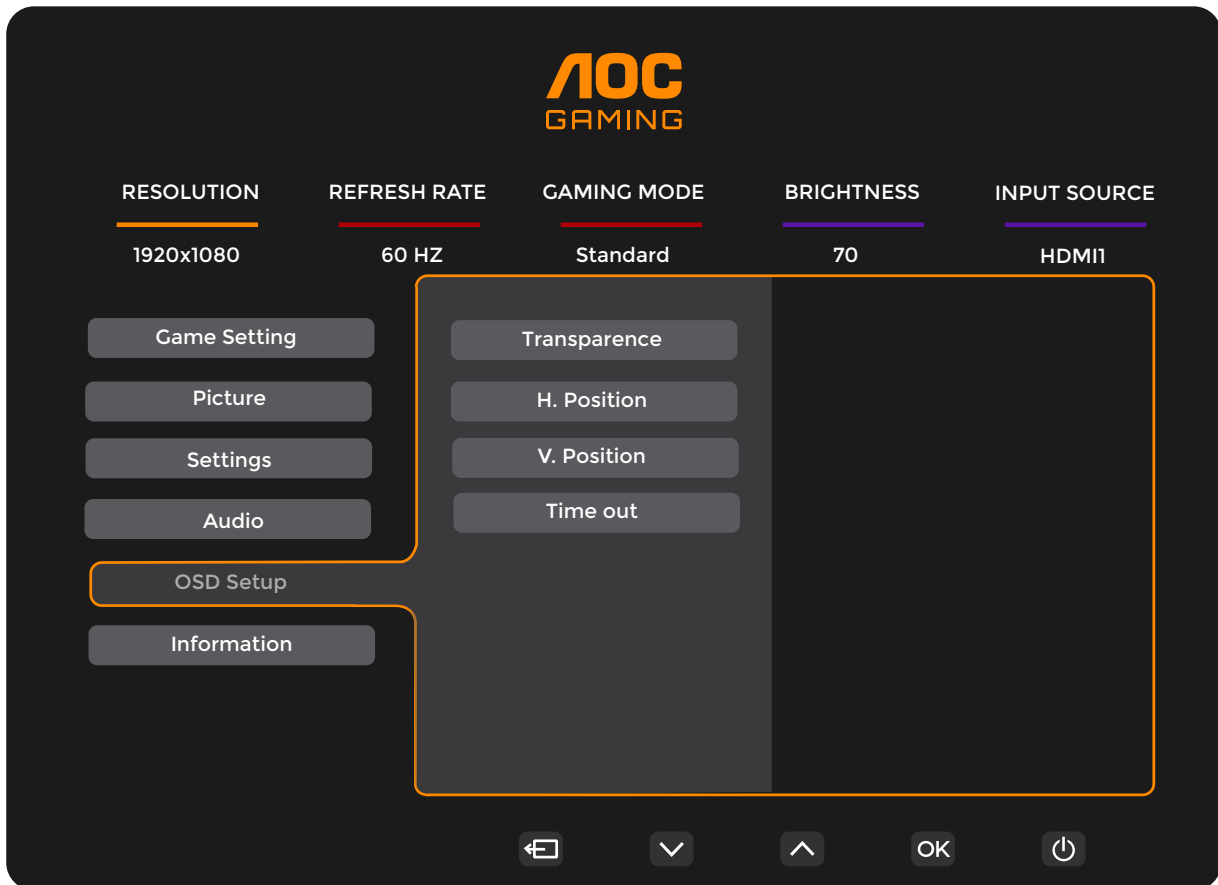 AOC
GAMING
RESOLUTION REFRESH RATE GAMING MODE BRIGHTNESS INPUT SOURCE
1920x1080 60 HZ Standard 70 HDMI1
Game Setting
Picture
Settings
Audio
OSD Setup
Information
Transparence
H. Position
V. Position
Time out
OK